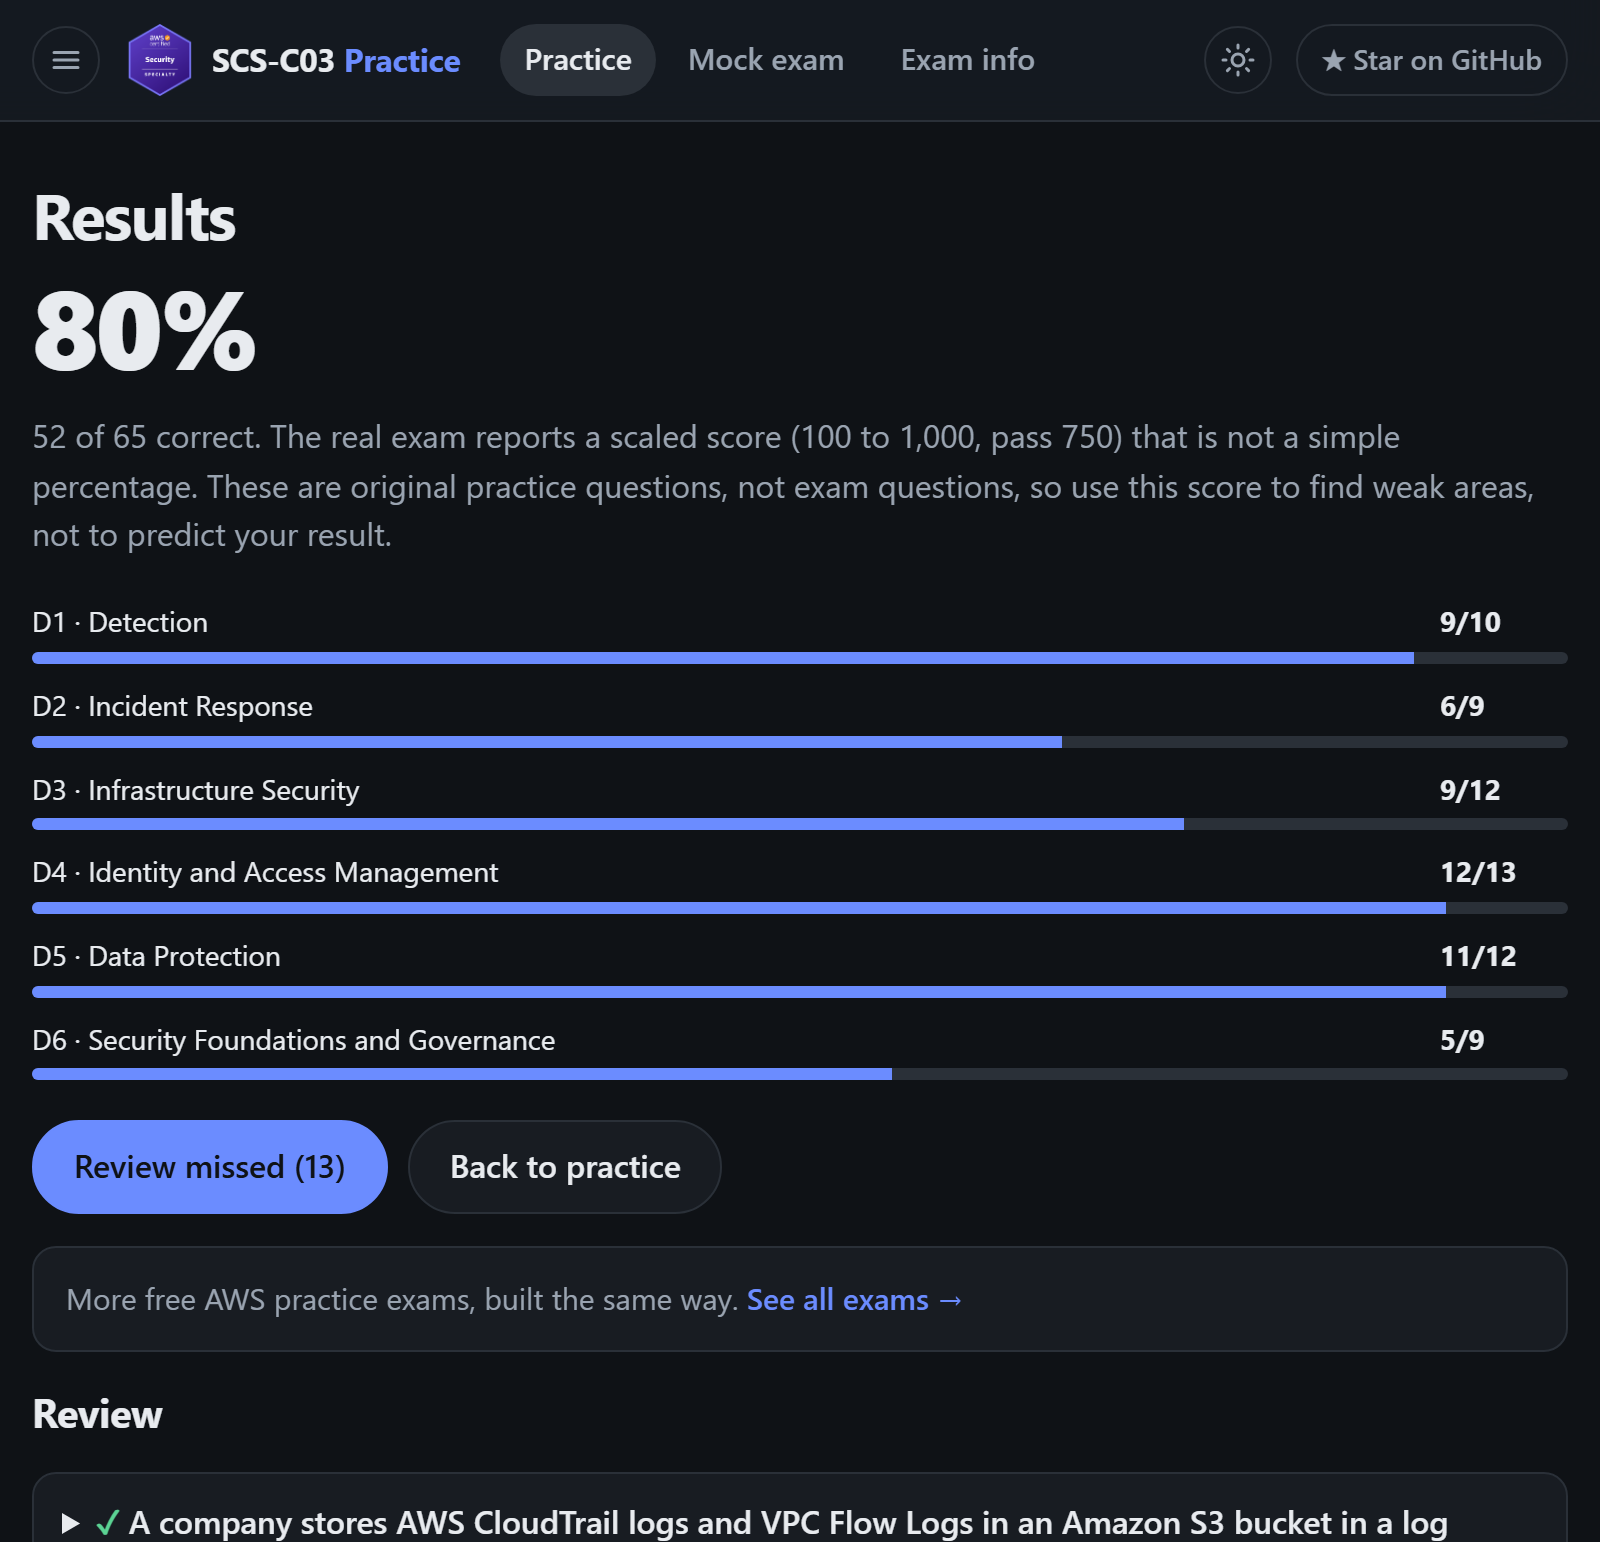 aws
Security
SPECIALTY
SCS-C03 Practice
Practice
Mock exam
Exam info
★ Star on GitHub
Results
80%
52 of 65 correct. The real exam reports a scaled score (100 to 1,000, pass 750) that is not a simple
percentage. These are original practice questions, not exam questions, so use this score to find weak areas,
not to predict your result.
D1 · Detection 9/10
D2 · Incident Response 6/9
D3 · Infrastructure Security 9/12
D4 · Identity and Access Management 12/13
D5 · Data Protection 11/12
D6 · Security Foundations and Governance 5/9
Review missed (13)
Back to practice
More free AWS practice exams, built the same way. See all exams →
Review
▶ ✓ A company stores AWS CloudTrail logs and VPC Flow Logs in an Amazon S3 bucket in a log